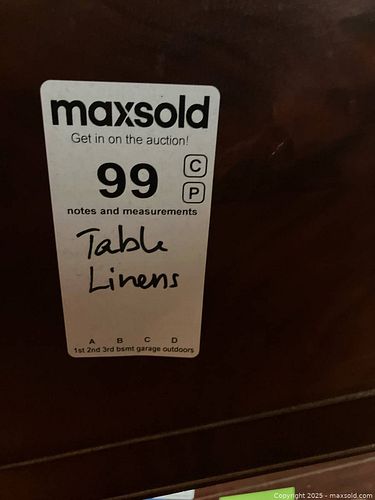 maxsold
Get in on the auction!
99
C
P
notes and measurements
Table
Linens
A B C D
1st 2nd 3rd bsmt garage outdoors
Copyright 2025 - maxsold.com